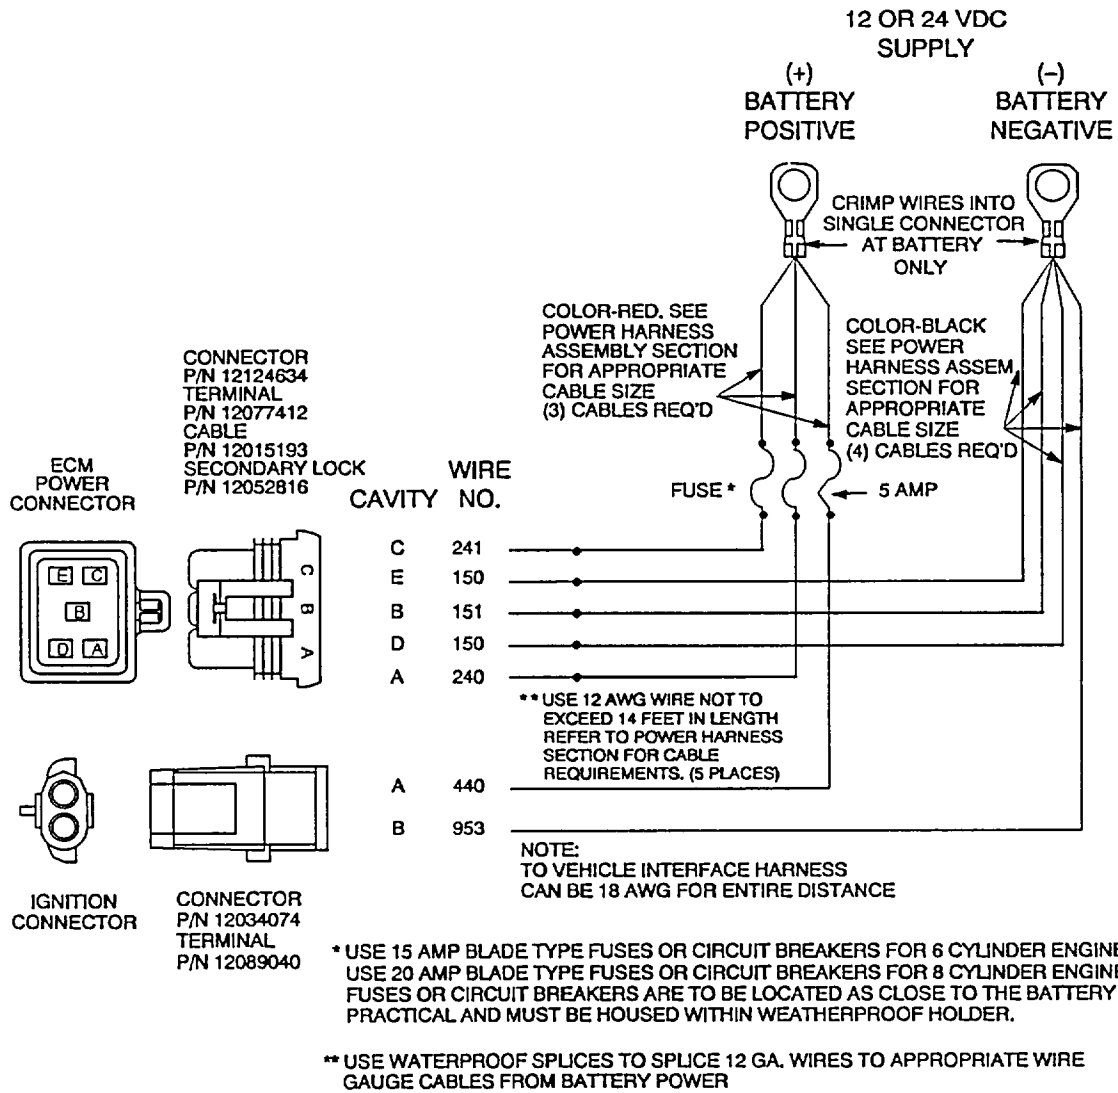 12 OR 24 VDC
SUPPLY
(+)
BATTERY
POSITIVE
(–)
BATTERY
NEGATIVE
CRIMP WIRES INTO
SINGLE CONNECTOR
AT BATTERY
ONLY
COLOR-RED. SEE
POWER HARNESS
ASSEMBLY SECTION
FOR APPROPRIATE
CABLE SIZE
(3) CABLES REQ'D
COLOR-BLACK
SEE POWER
HARNESS ASSEM
SECTION FOR
APPROPRIATE
CABLE SIZE
(4) CABLES REQ'D
CONNECTOR
P/N 12124634
TERMINAL
P/N 12077412
CABLE
P/N 12015193
SECONDARY LOCK
P/N 12052816
ECM
POWER
CONNECTOR
CAVITY
WIRE
NO.
FUSE *
5 AMP
E C
B
D A
C
B
A
C 241
E 150
B 151
D 150
A 240
** USE 12 AWG WIRE NOT TO
EXCEED 14 FEET IN LENGTH
REFER TO POWER HARNESS
SECTION FOR CABLE
REQUIREMENTS. (5 PLACES)
A 440
B 953
NOTE:
TO VEHICLE INTERFACE HARNESS
CAN BE 18 AWG FOR ENTIRE DISTANCE
IGNITION
CONNECTOR
CONNECTOR
P/N 12034074
TERMINAL
P/N 12089040
* USE 15 AMP BLADE TYPE FUSES OR CIRCUIT BREAKERS FOR 6 CYLINDER ENGINE
USE 20 AMP BLADE TYPE FUSES OR CIRCUIT BREAKERS FOR 8 CYLINDER ENGINE
FUSES OR CIRCUIT BREAKERS ARE TO BE LOCATED AS CLOSE TO THE BATTERY
PRACTICAL AND MUST BE HOUSED WITHIN WEATHERPROOF HOLDER.
** USE WATERPROOF SPLICES TO SPLICE 12 GA. WIRES TO APPROPRIATE WIRE
GAUGE CABLES FROM BATTERY POWER